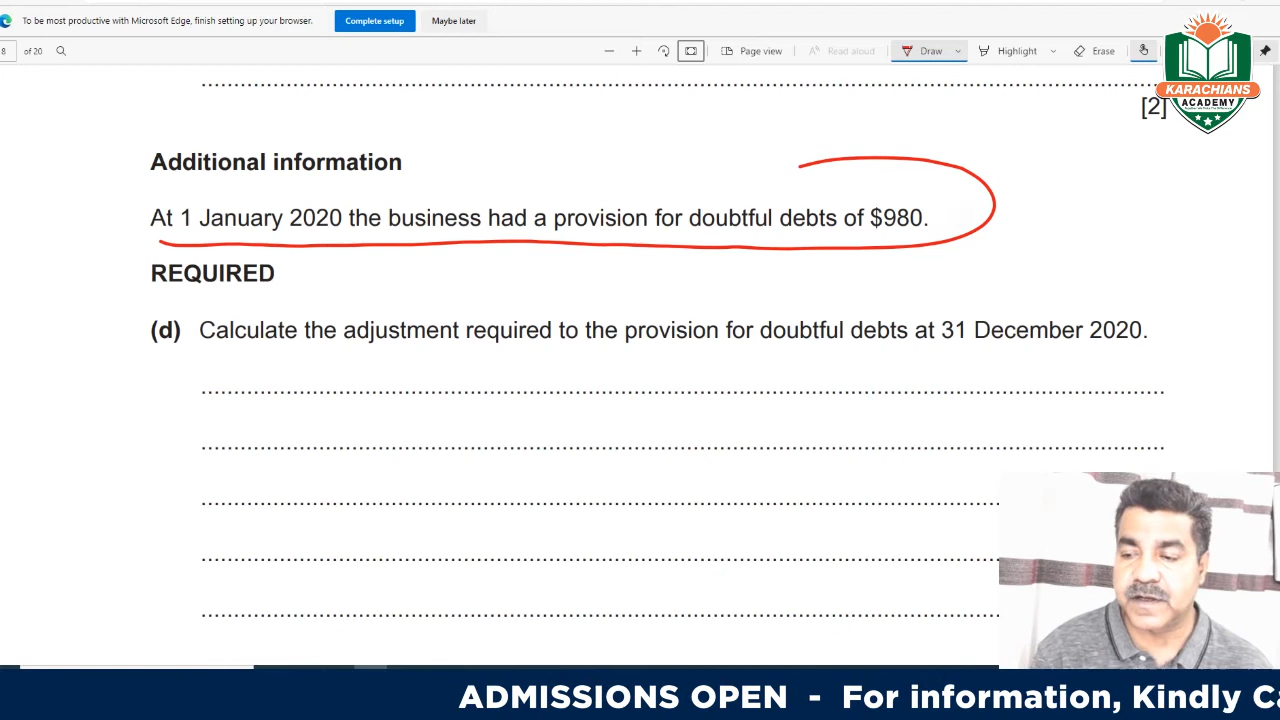 To be most productive with Microsoft Edge, finish setting up your browser. Complete setup Maybe later
8 of 20 Page view Read aloud Draw Highlight Erase
KARACHIANS
ACADEMY
[2]
Additional information
At 1 January 2020 the business had a provision for doubtful debts of $980.
REQUIRED
(d) Calculate the adjustment required to the provision for doubtful debts at 31 December 2020.
ADMISSIONS OPEN - For information, Kindly